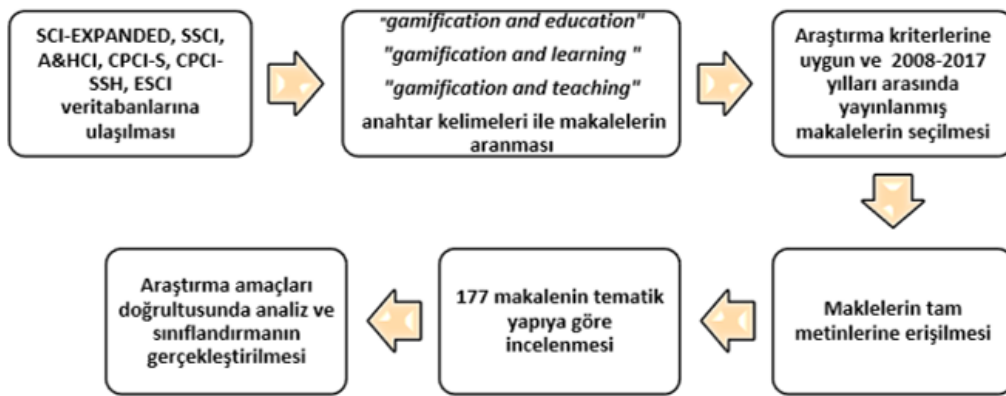 SCI-EXPANDED, SSCI,
A&HCI, CPCI-S, CPCI-
SSH, ESCI
veritabanlarına
ulaşılması
"gamification and education"
"gamification and learning "
"gamification and teaching"
anahtar kelimeleri ile makalelerin
aranması
Araştırma kriterlerine
uygun ve 2008-2017
yılları arasında
yayınlanmış
makalelerin seçilmesi
Maklelerin tam
metinlerine erişilmesi
177 makalenin tematik
yapıya göre
incelenmesi
Araştırma amaçları
doğrultusunda analiz ve
sınıflandırmanın
gerçekleştirilmesi